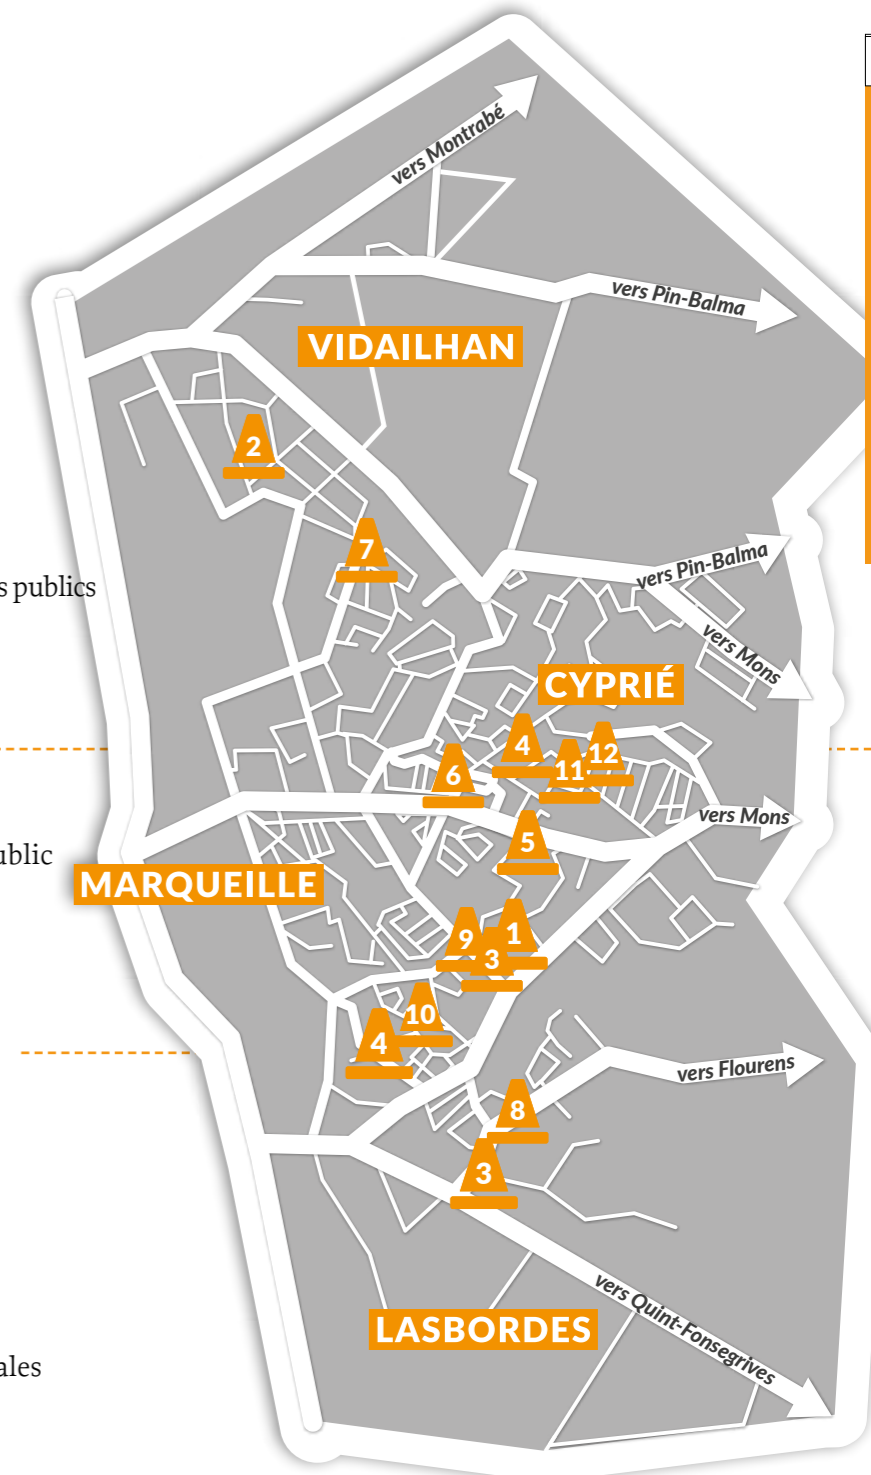 vers Montrabé
vers Pin-Balma
VIDAILHAN
2
7
s publics
vers Pin-Balma
vers Mons
CYPRIÉ
4
12
11
6
vers Mons
5
ublic
MARQUEILLE
1
9
3
10
4
vers Flourens
8
3
vers Quint-Fonsegrives
LASBORDES
ales